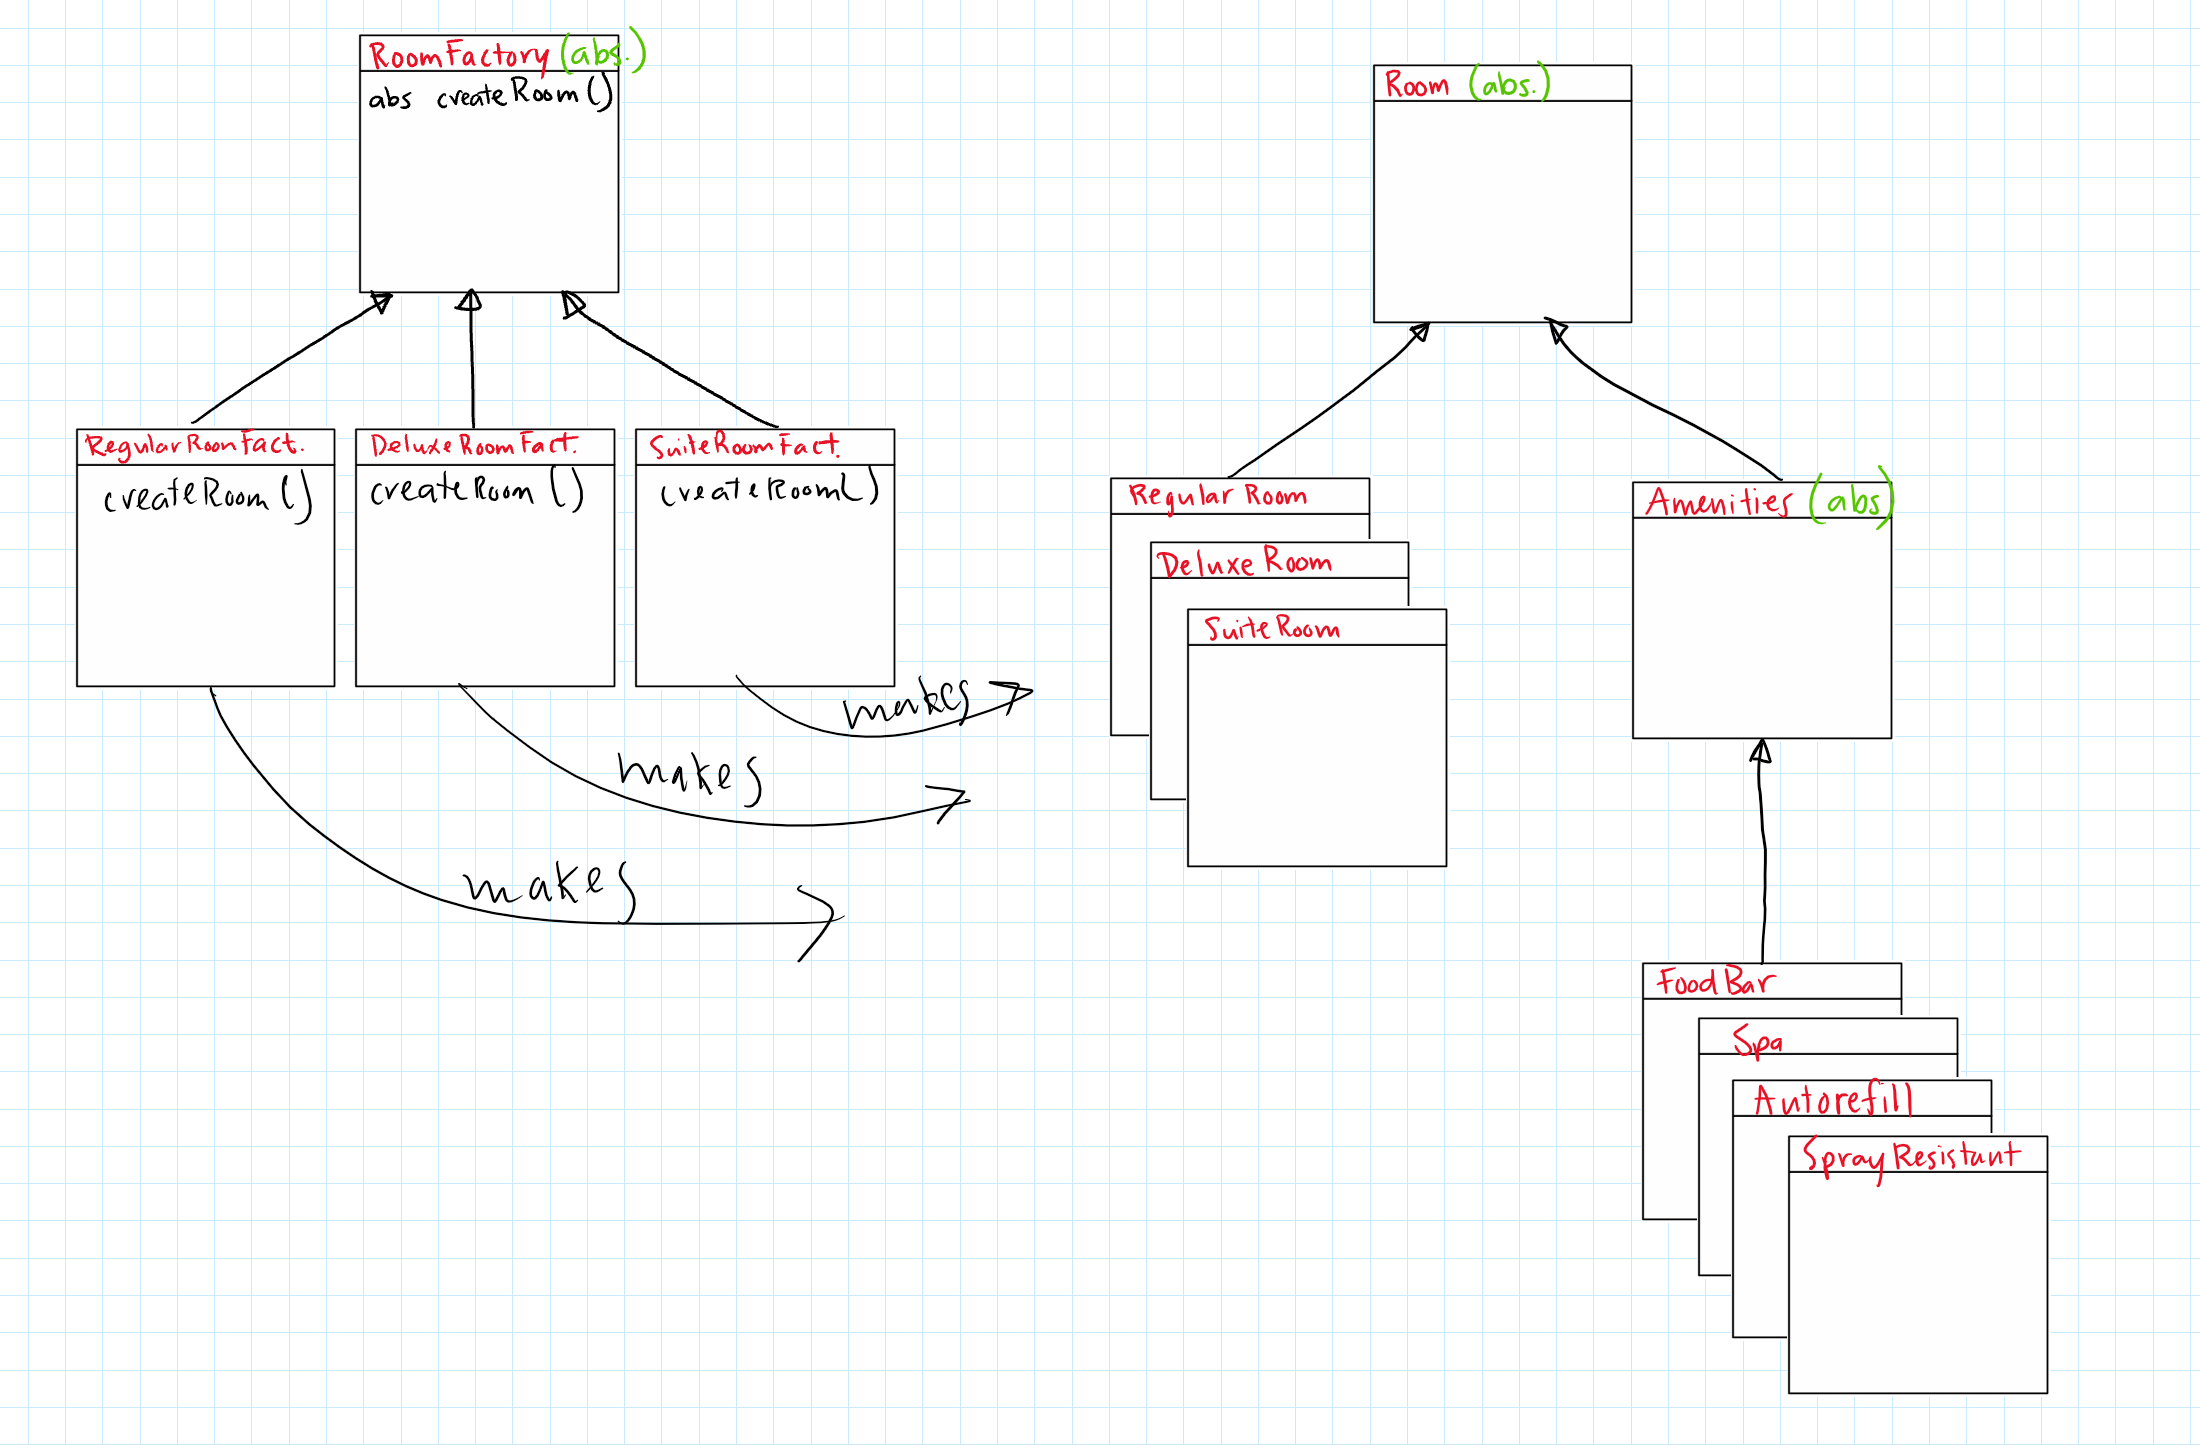 RoomFactory (abs.)
abs createRoom()
RegularRoomFact.
createRoom()
DeluxeRoomFact.
createRoom()
SuiteRoomFact.
createRoom()
makes
makes
makes
Room (abs.)
Regular Room
Deluxe Room
Suite Room
Amenities (abs)
Food Bar
Spa
Autorefill
Spray Resistant